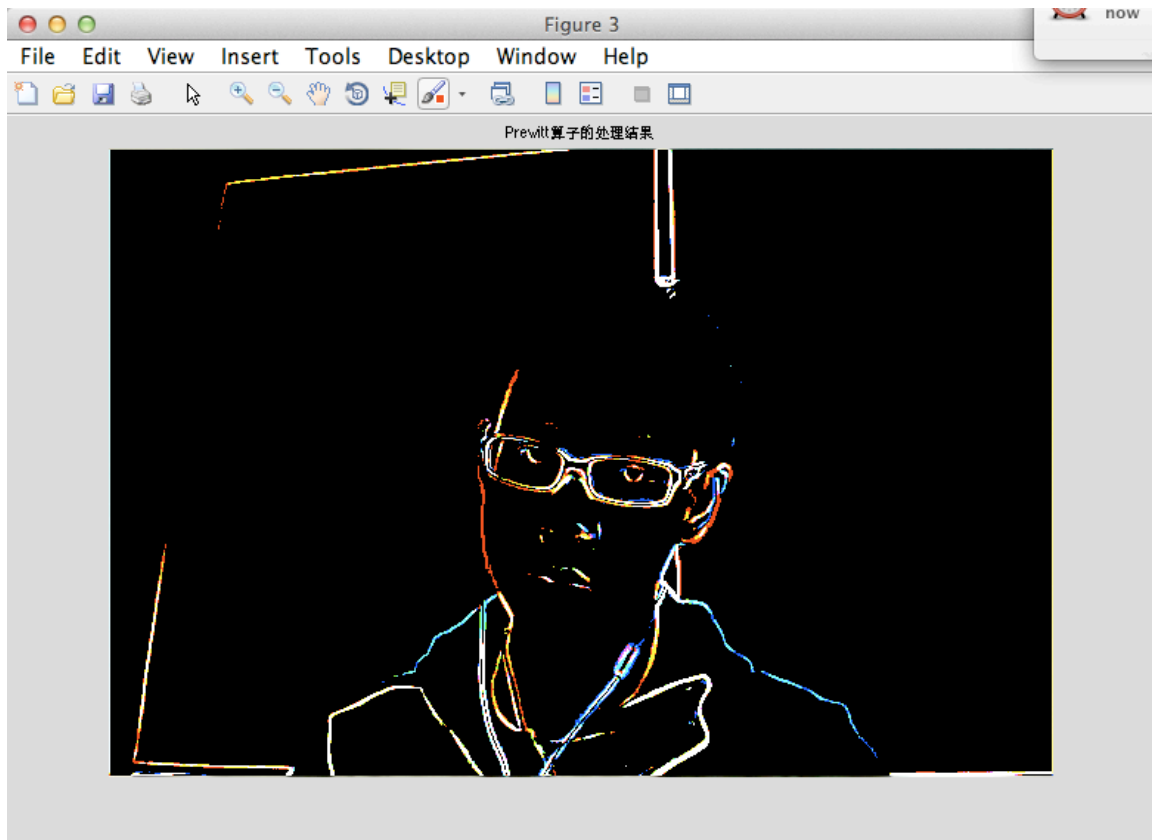 Figure 3
now
File Edit View Insert Tools Desktop Window Help
Prewitt算子的处理结果